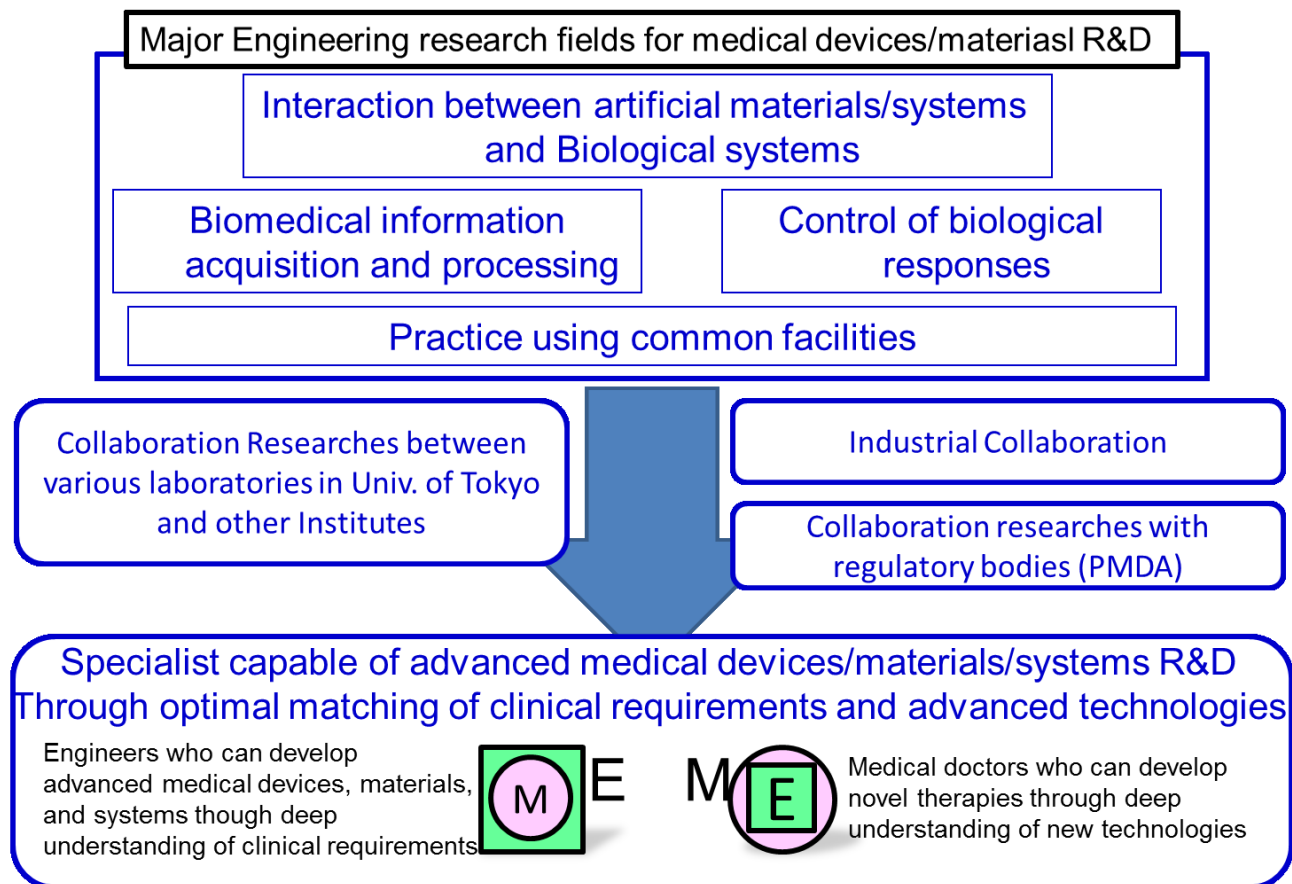 Major Engineering research fields for medical devices/materiasl R&D
Interaction between artificial materials/systems
and Biological systems
Biomedical information
acquisition and processing
Control of biological
responses
Practice using common facilities
Collaboration Researches between
various laboratories in Univ. of Tokyo
and other Institutes
Industrial Collaboration
Collaboration researches with
regulatory bodies (PMDA)
Specialist capable of advanced medical devices/materials/systems R&D
Through optimal matching of clinical requirements and advanced technologies
Engineers who can develop
advanced medical devices, materials,
and systems though deep
understanding of clinical requirements
M E
M E
Medical doctors who can develop
novel therapies through deep
understanding of new technologies